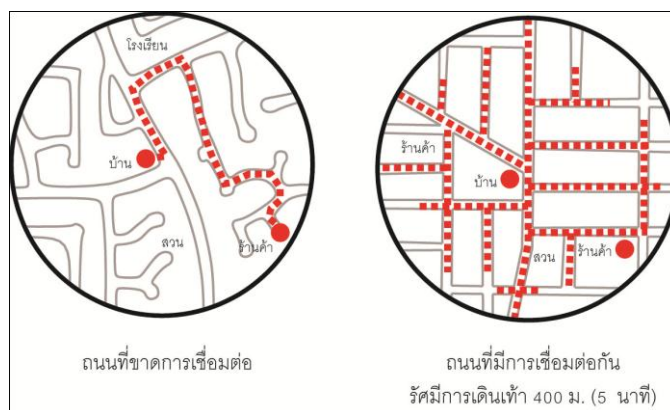 โรงเรียน
บ้าน
สวน
ร้านค้า
ถนนที่ขาดการเชื่อมต่อ
ร้านค้า
บ้าน
สวน
ร้านค้า
ถนนที่มีการเชื่อมต่อกัน
รัศมีการเดินเท้า 400 ม. (5 นาที)